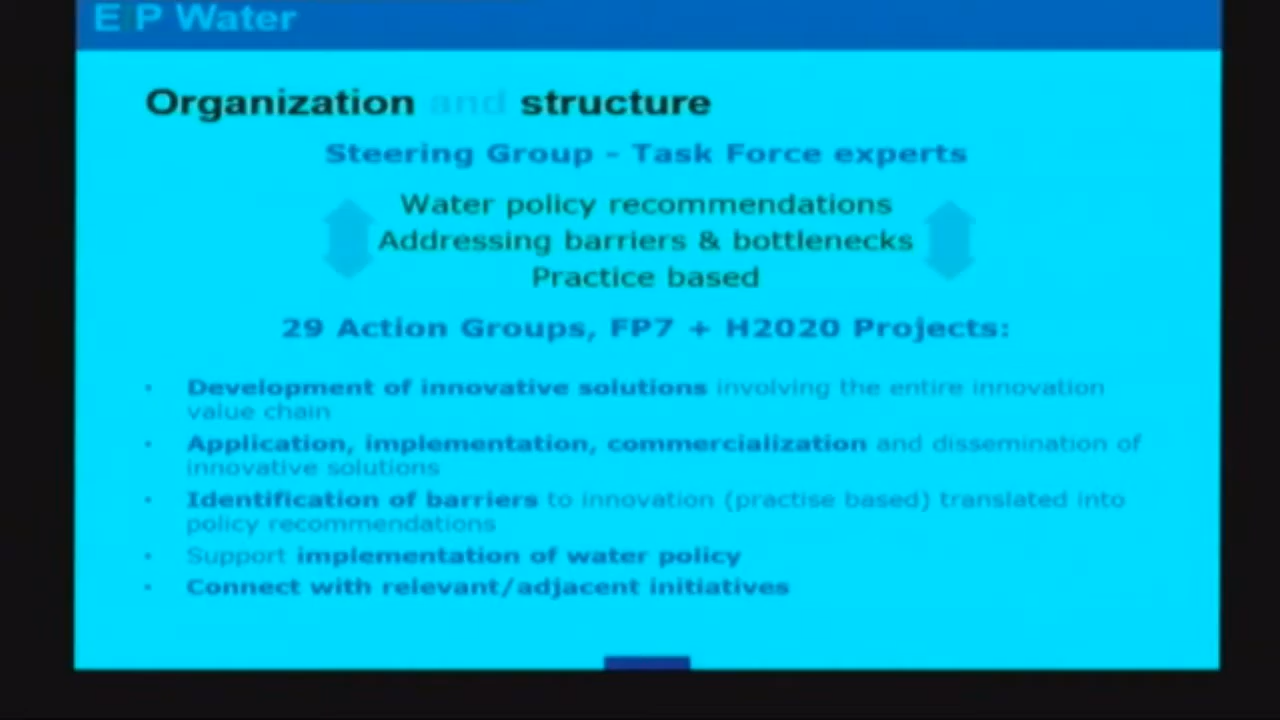 EIP Water
Organization and structure
Steering Group - Task Force experts
Water policy recommendations
Addressing barriers & bottlenecks
Practice based
29 Action Groups, FP7 + H2020 Projects:
• Development of innovative solutions involving the entire innovation
value chain
• Application, implementation, commercialization and dissemination of
innovative solutions
• Identification of barriers to innovation (practise based) translated into
policy recommendations
• Support implementation of water policy
• Connect with relevant/adjacent initiatives